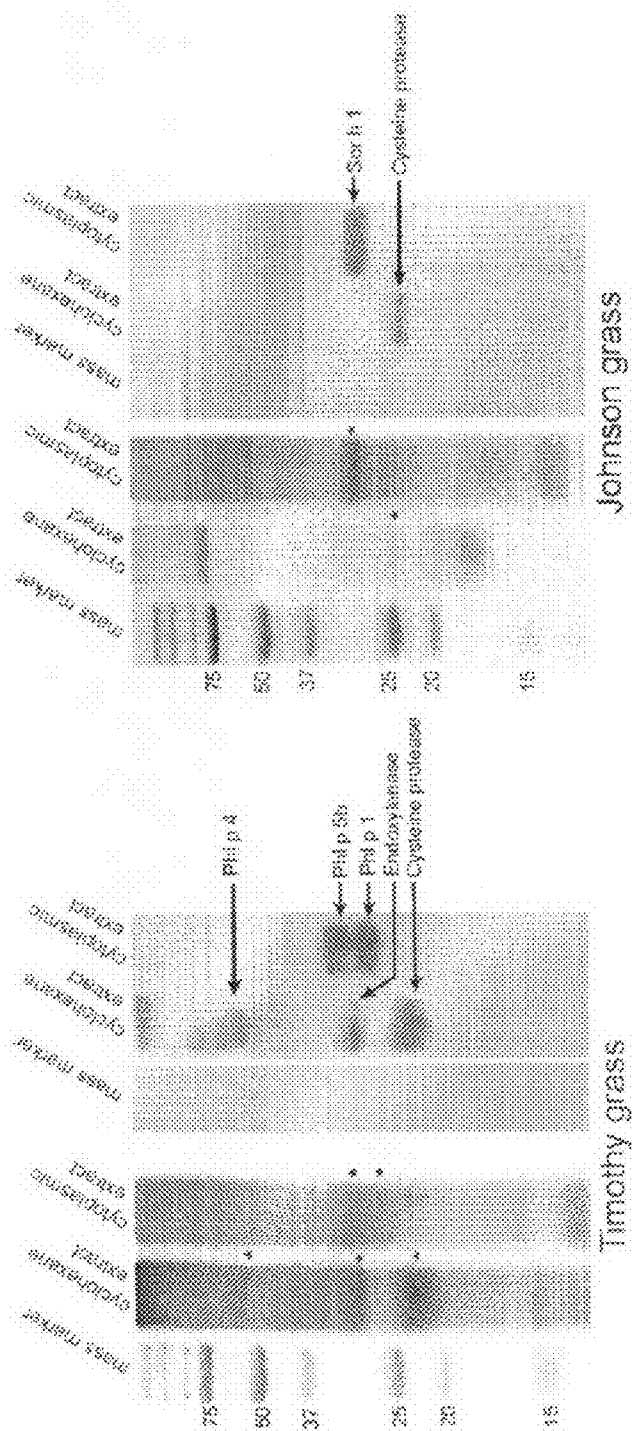 mass marker
cyclohexane extract
cytoplasmic extract
mass marker
cyclohexane extract
cytoplasmic extract
75
50
37
25
20
15
Phl p 4
Phl p 5b
Phl p 1
Endoxylanase
Cysteine protease
Timothy grass
mass marker
cyclohexane extract
cytoplasmic extract
mass marker
cyclohexane extract
cytoplasmic extract
75
50
37
25
20
15
Sor h 1
Cysteine protease
Johnson grass